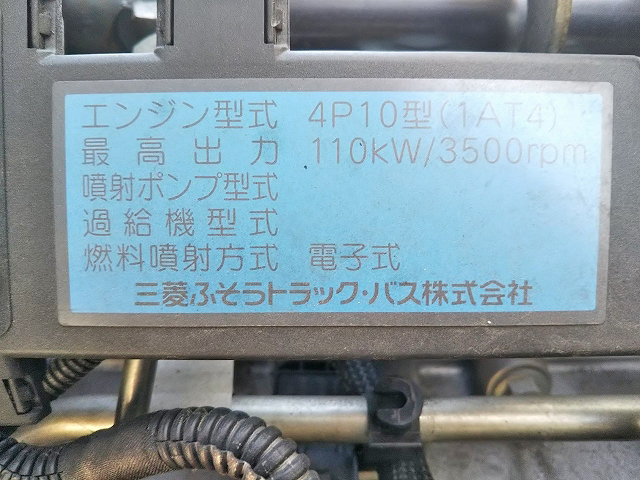 エンジン型式 4P10型(1AT4)
最高出力 110kW/3500rpm
噴射ポンプ型式
過給機型式
燃料噴射方式 電子式
三菱ふそうトラック・バス株式会社